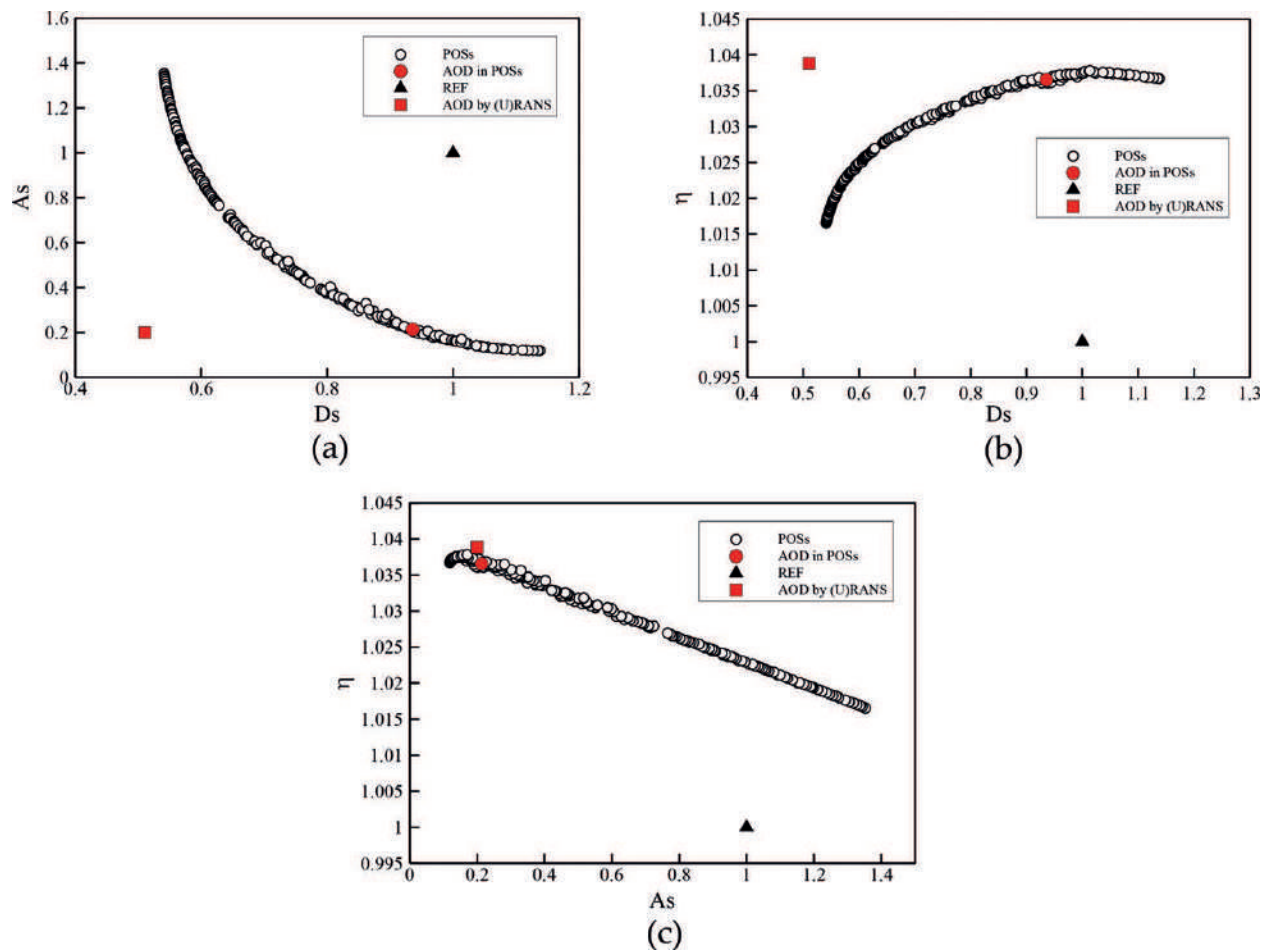 1.6
1.4
1.2
1
0.8
0.6
0.4
0.2
0
As
0.4
0.6
0.8
1
1.2
Ds
POSs
AOD in POSs
REF
AOD by (U)RANS
(a)
1.045
1.04
1.035
1.03
1.025
1.02
1.015
1.01
1.005
1
0.995
η
0.4
0.5
0.6
0.7
0.8
0.9
1
1.1
1.2
1.3
Ds
POSs
AOD in POSs
REF
AOD by (U)RANS
(b)
1.045
1.04
1.035
1.03
1.025
1.02
1.015
1.01
1.005
1
0.995
η
0
0.2
0.4
0.6
0.8
1
1.2
1.4
As
POSs
AOD in POSs
REF
AOD by (U)RANS
(c)